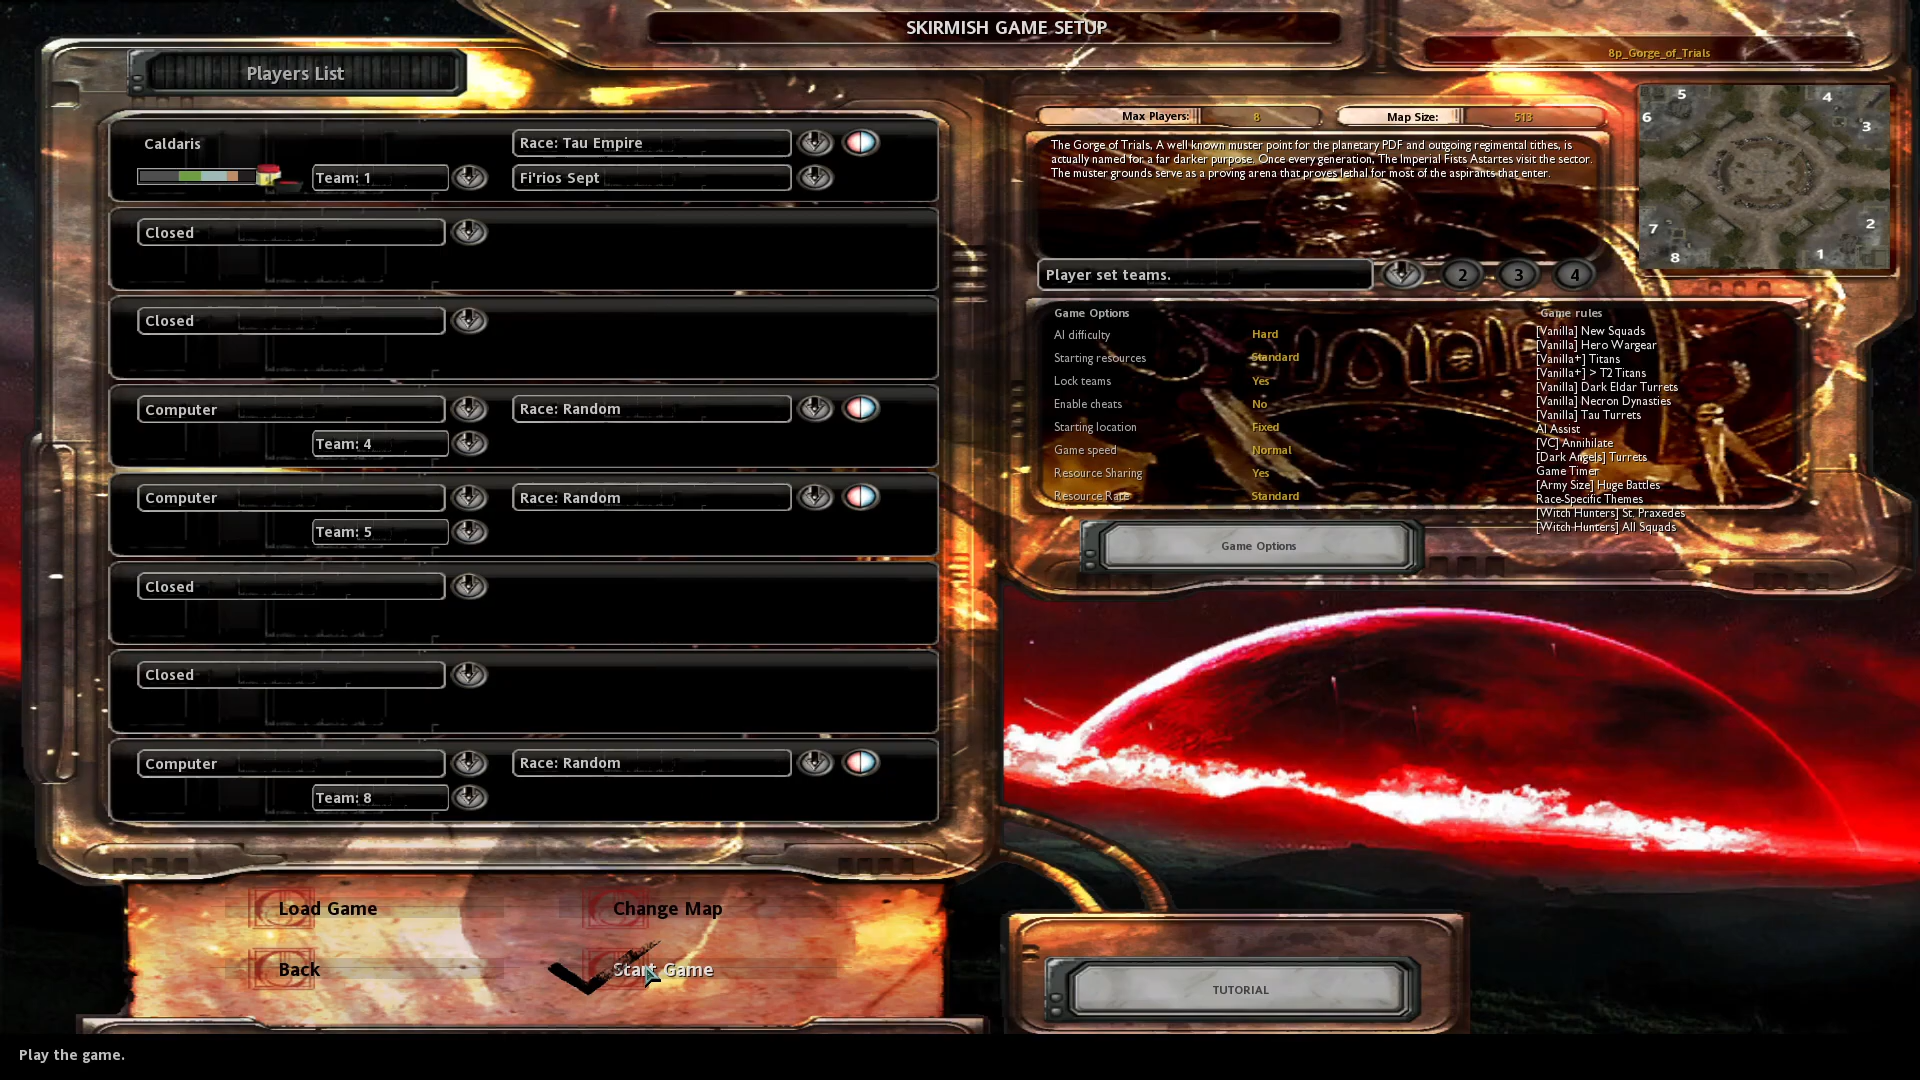 SKIRMISH GAME SETUP
8p_Gorge_of_Trials
Players List
Caldaris
Race: Tau Empire
Team: 1
Fi'rios Sept
Closed
Closed
Computer
Race: Random
Team: 4
Computer
Race: Random
Team: 5
Closed
Closed
Computer
Race: Random
Team: 8
Load Game
Change Map
Back
Start Game
Max Players:
8
Map Size:
513
The Gorge of Trials, A well known muster point for the planetary PDF and outgoing regimental tithes, is
actually named for a far darker purpose. Once every generation, The Imperial Fists Astartes visit the sector.
The muster grounds serve as a proving arena that proves lethal for most of the aspirants that enter.
5
4
6
3
7
2
8
1
Player set teams.
2
3
4
Game Options
AI difficulty Hard
Starting resources Standard
Lock teams Yes
Enable cheats No
Starting location Fixed
Game speed Normal
Resource Sharing Yes
Resource Rate Standard
Game rules
[Vanilla] New Squads
[Vanilla] Hero Wargear
[Vanilla+] Titans
[Vanilla+] > T2 Titans
[Vanilla] Dark Eldar Turrets
[Vanilla] Necron Dynasties
[Vanilla] Tau Turrets
AI Assist
[VC] Annihilate
[Dark Angels] Turrets
Game Timer
[Army Size] Huge Battles
Race-Specific Themes
[Witch Hunters] St. Praxedes
[Witch Hunters] All Squads
Game Options
TUTORIAL
Play the game.